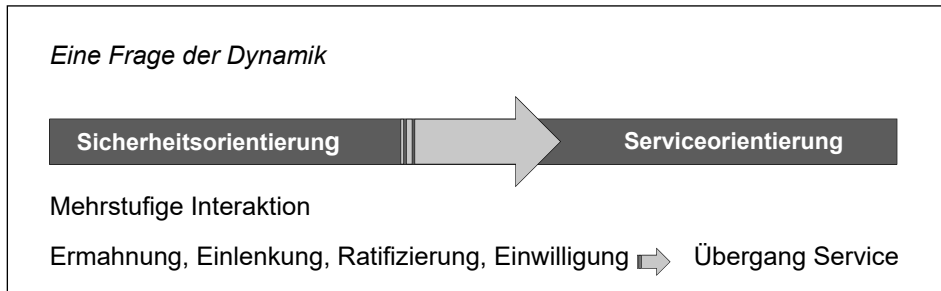 Eine Frage der Dynamik
Sicherheitsorientierung Serviceorientierung
Mehrstufige Interaktion
Ermahnung, Einlenkung, Ratifizierung, Einwilligung Übergang Service